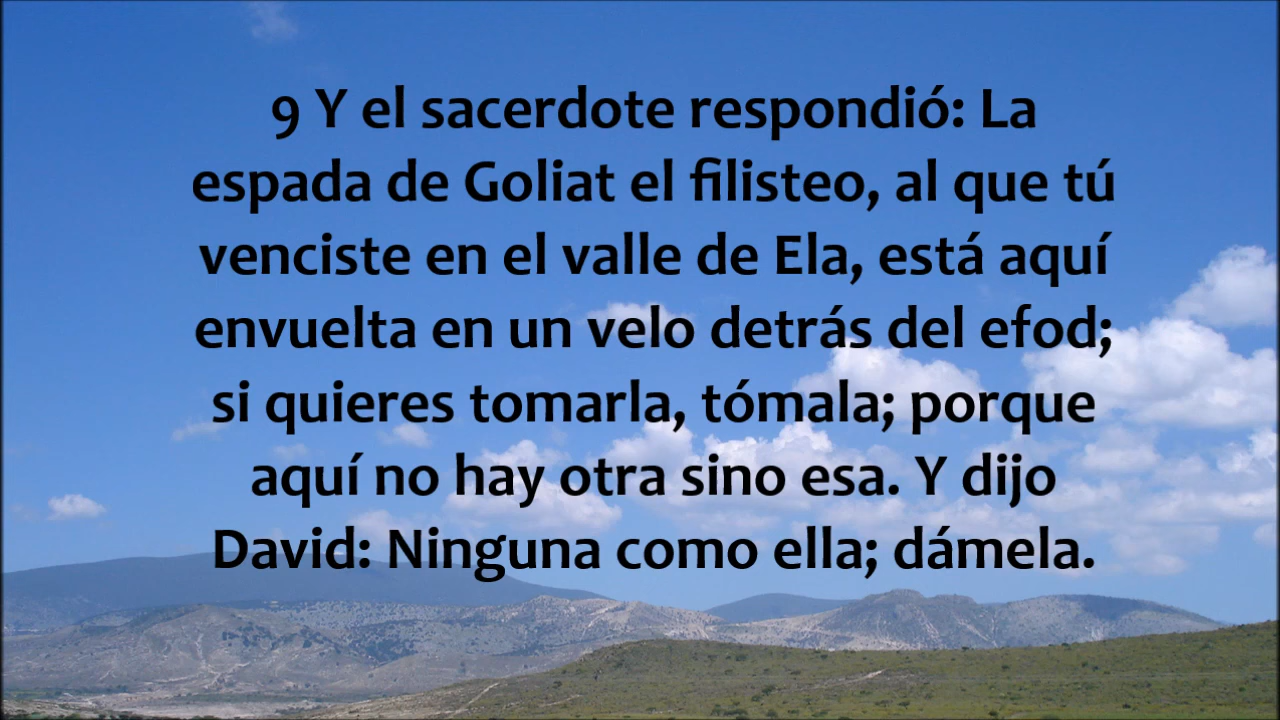 9 Y el sacerdote respondió: La
espada de Goliat el filisteo, al que tú
venciste en el valle de Ela, está aquí
envuelta en un velo detrás del efod;
si quieres tomarla, tómala; porque
aquí no hay otra sino esa. Y dijo
David: Ninguna como ella; dámela.